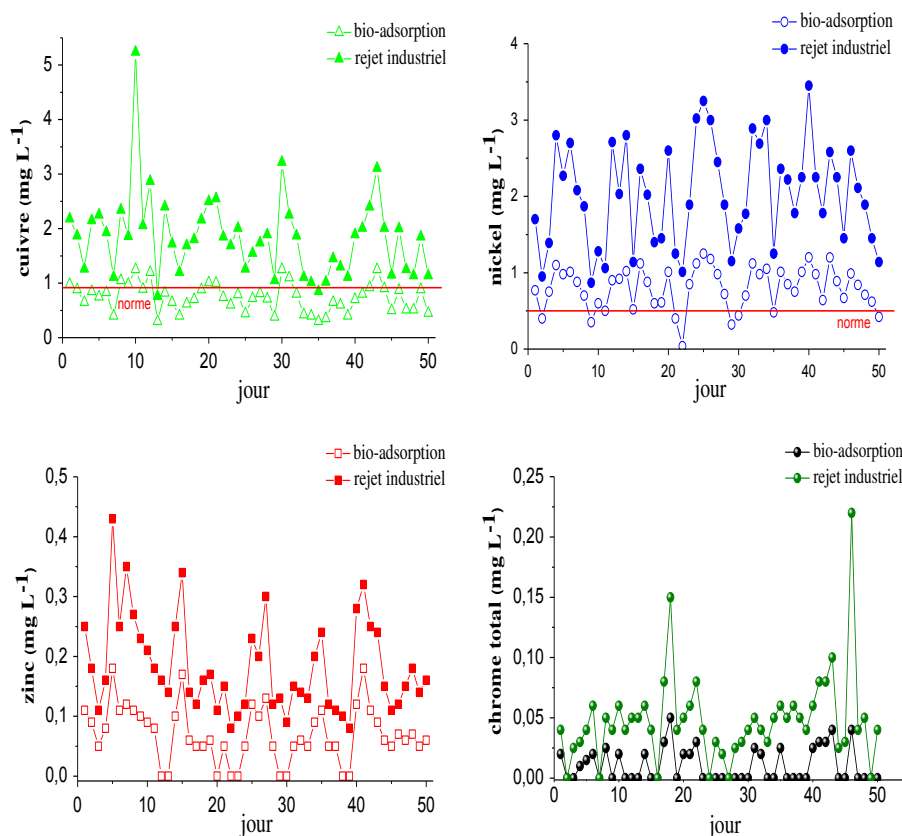 bio-adsorption
rejet industriel
cuivre (mg L⁻¹)
5
4
3
2
1
0
norme
0 10 20 30 40 50
jour
bio-adsorption
rejet industriel
nickel (mg L⁻¹)
4
3
2
1
0
norme
0 10 20 30 40 50
jour
bio-adsorption
rejet industriel
zinc (mg L⁻¹)
0,5
0,4
0,3
0,2
0,1
0,0
0 10 20 30 40 50
jour
bio-adsorption
rejet industriel
chrome total (mg L⁻¹)
0,25
0,20
0,15
0,10
0,05
0,00
0 10 20 30 40 50
jour